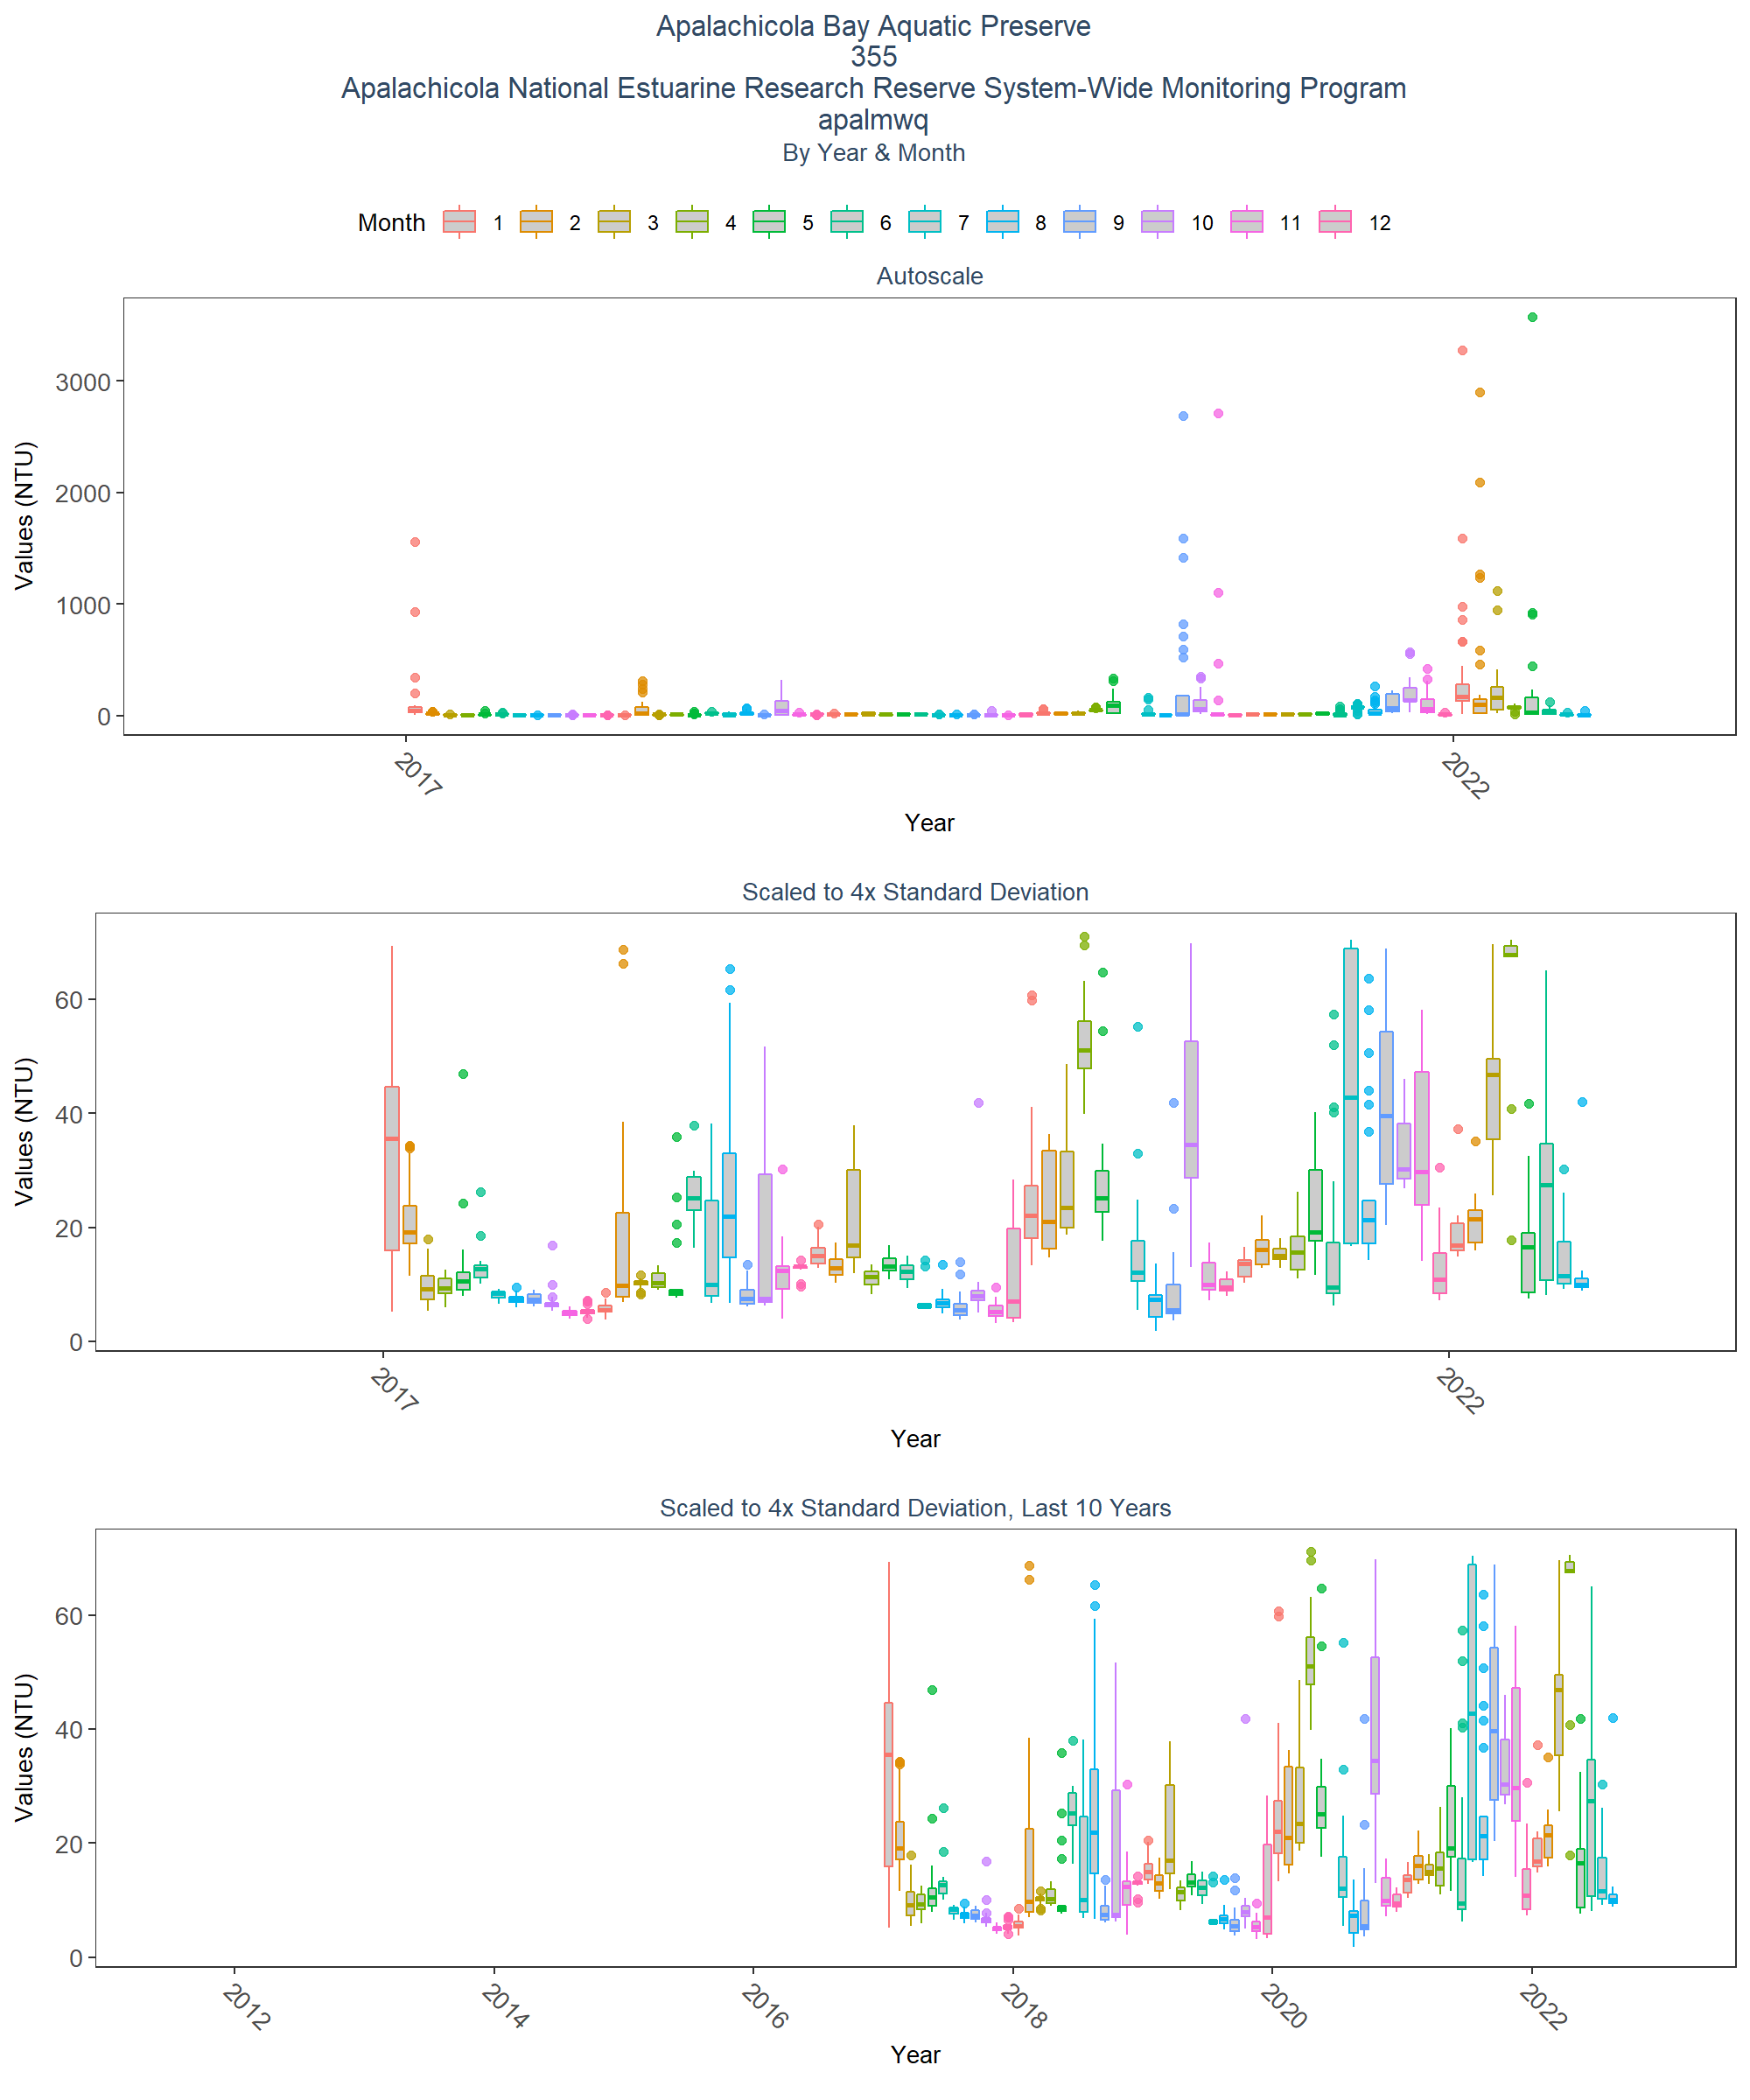 Apalachicola Bay Aquatic Preserve
355
Apalachicola National Estuarine Research Reserve System-Wide Monitoring Program
apalmwq
By Year & Month
Month 1 2 3 4 5 6 7 8 9 10 11 12
Autoscale
Values (NTU)
3000
2000
1000
0
2017 2022
Year
Scaled to 4x Standard Deviation
Values (NTU)
60
40
20
0
2017 2022
Year
Scaled to 4x Standard Deviation, Last 10 Years
Values (NTU)
60
40
20
0
2012 2014 2016 2018 2020 2022
Year